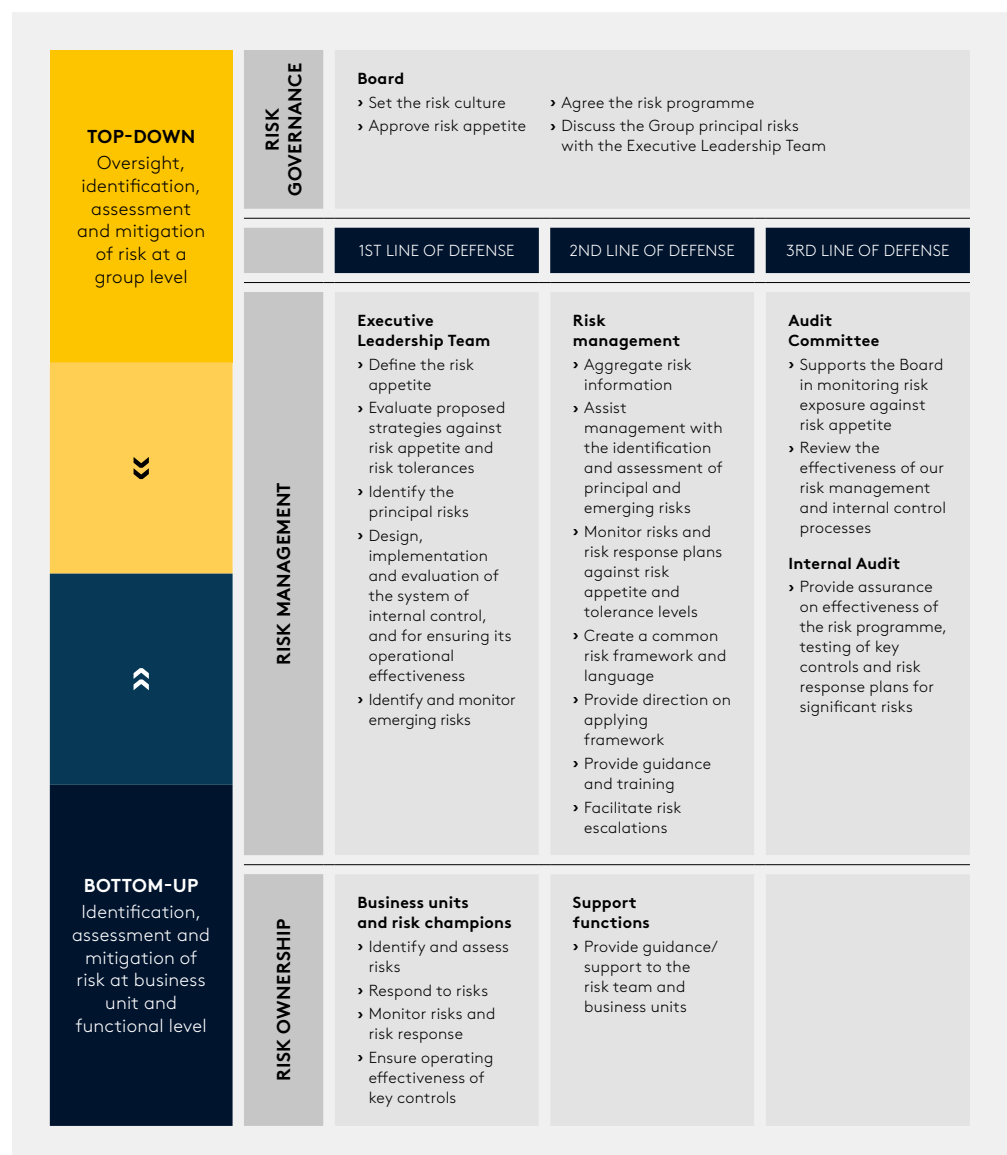 TOP-DOWN
Oversight,
identification,
assessment
and mitigation
of risk at a
group level
BOTTOM-UP
Identification,
assessment and
mitigation of
risk at business
unit and
functional level
RISK
GOVERNANCE
Board
› Set the risk culture
› Approve risk appetite
› Agree the risk programme
› Discuss the Group principal risks
with the Executive Leadership Team
1ST LINE OF DEFENSE
2ND LINE OF DEFENSE
3RD LINE OF DEFENSE
RISK MANAGEMENT
Executive
Leadership Team
› Define the risk
appetite
› Evaluate proposed
strategies against
risk appetite and
risk tolerances
› Identify the
principal risks
› Design,
implementation
and evaluation of
the system of
internal control,
and for ensuring its
operational
effectiveness
› Identify and monitor
emerging risks
Risk
management
› Aggregate risk
information
› Assist
management with
the identification
and assessment of
principal and
emerging risks
› Monitor risks and
risk response plans
against risk
appetite and
tolerance levels
› Create a common
risk framework and
language
› Provide direction on
applying
framework
› Provide guidance
and training
› Facilitate risk
escalations
Audit
Committee
› Supports the Board
in monitoring risk
exposure against
risk appetite
› Review the
effectiveness of our
risk management
and internal control
processes
Internal Audit
› Provide assurance
on effectiveness of
the risk programme,
testing of key
controls and risk
response plans for
significant risks
RISK OWNERSHIP
Business units
and risk champions
› Identify and assess
risks
› Respond to risks
› Monitor risks and
risk response
› Ensure operating
effectiveness of
key controls
Support
functions
› Provide guidance/
support to the
risk team and
business units